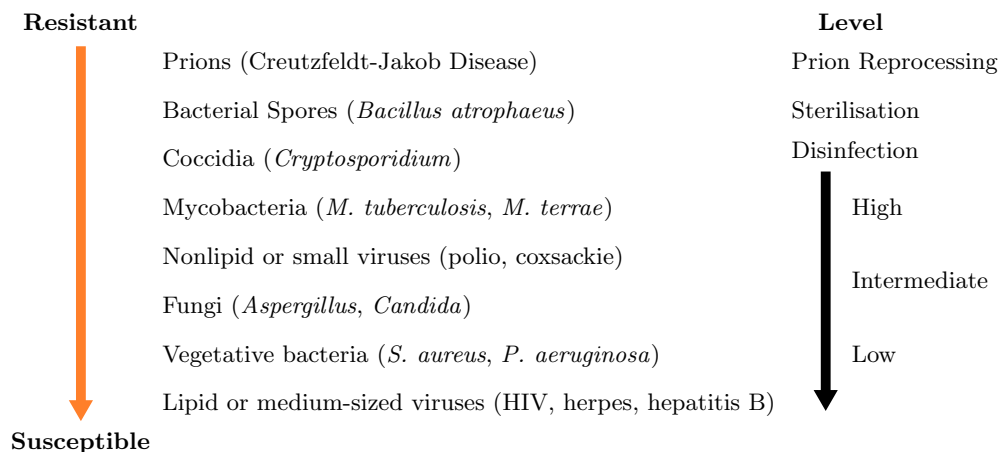 Resistant Level
Prions (Creutzfeldt-Jakob Disease) Prion Reprocessing
Bacterial Spores (Bacillus atrophaeus) Sterilisation
Coccidia (Cryptosporidium) Disinfection
Mycobacteria (M. tuberculosis, M. terrae) High
Nonlipid or small viruses (polio, coxsackie)
Intermediate
Fungi (Aspergillus, Candida)
Vegetative bacteria (S. aureus, P. aeruginosa) Low
Lipid or medium-sized viruses (HIV, herpes, hepatitis B)
Susceptible